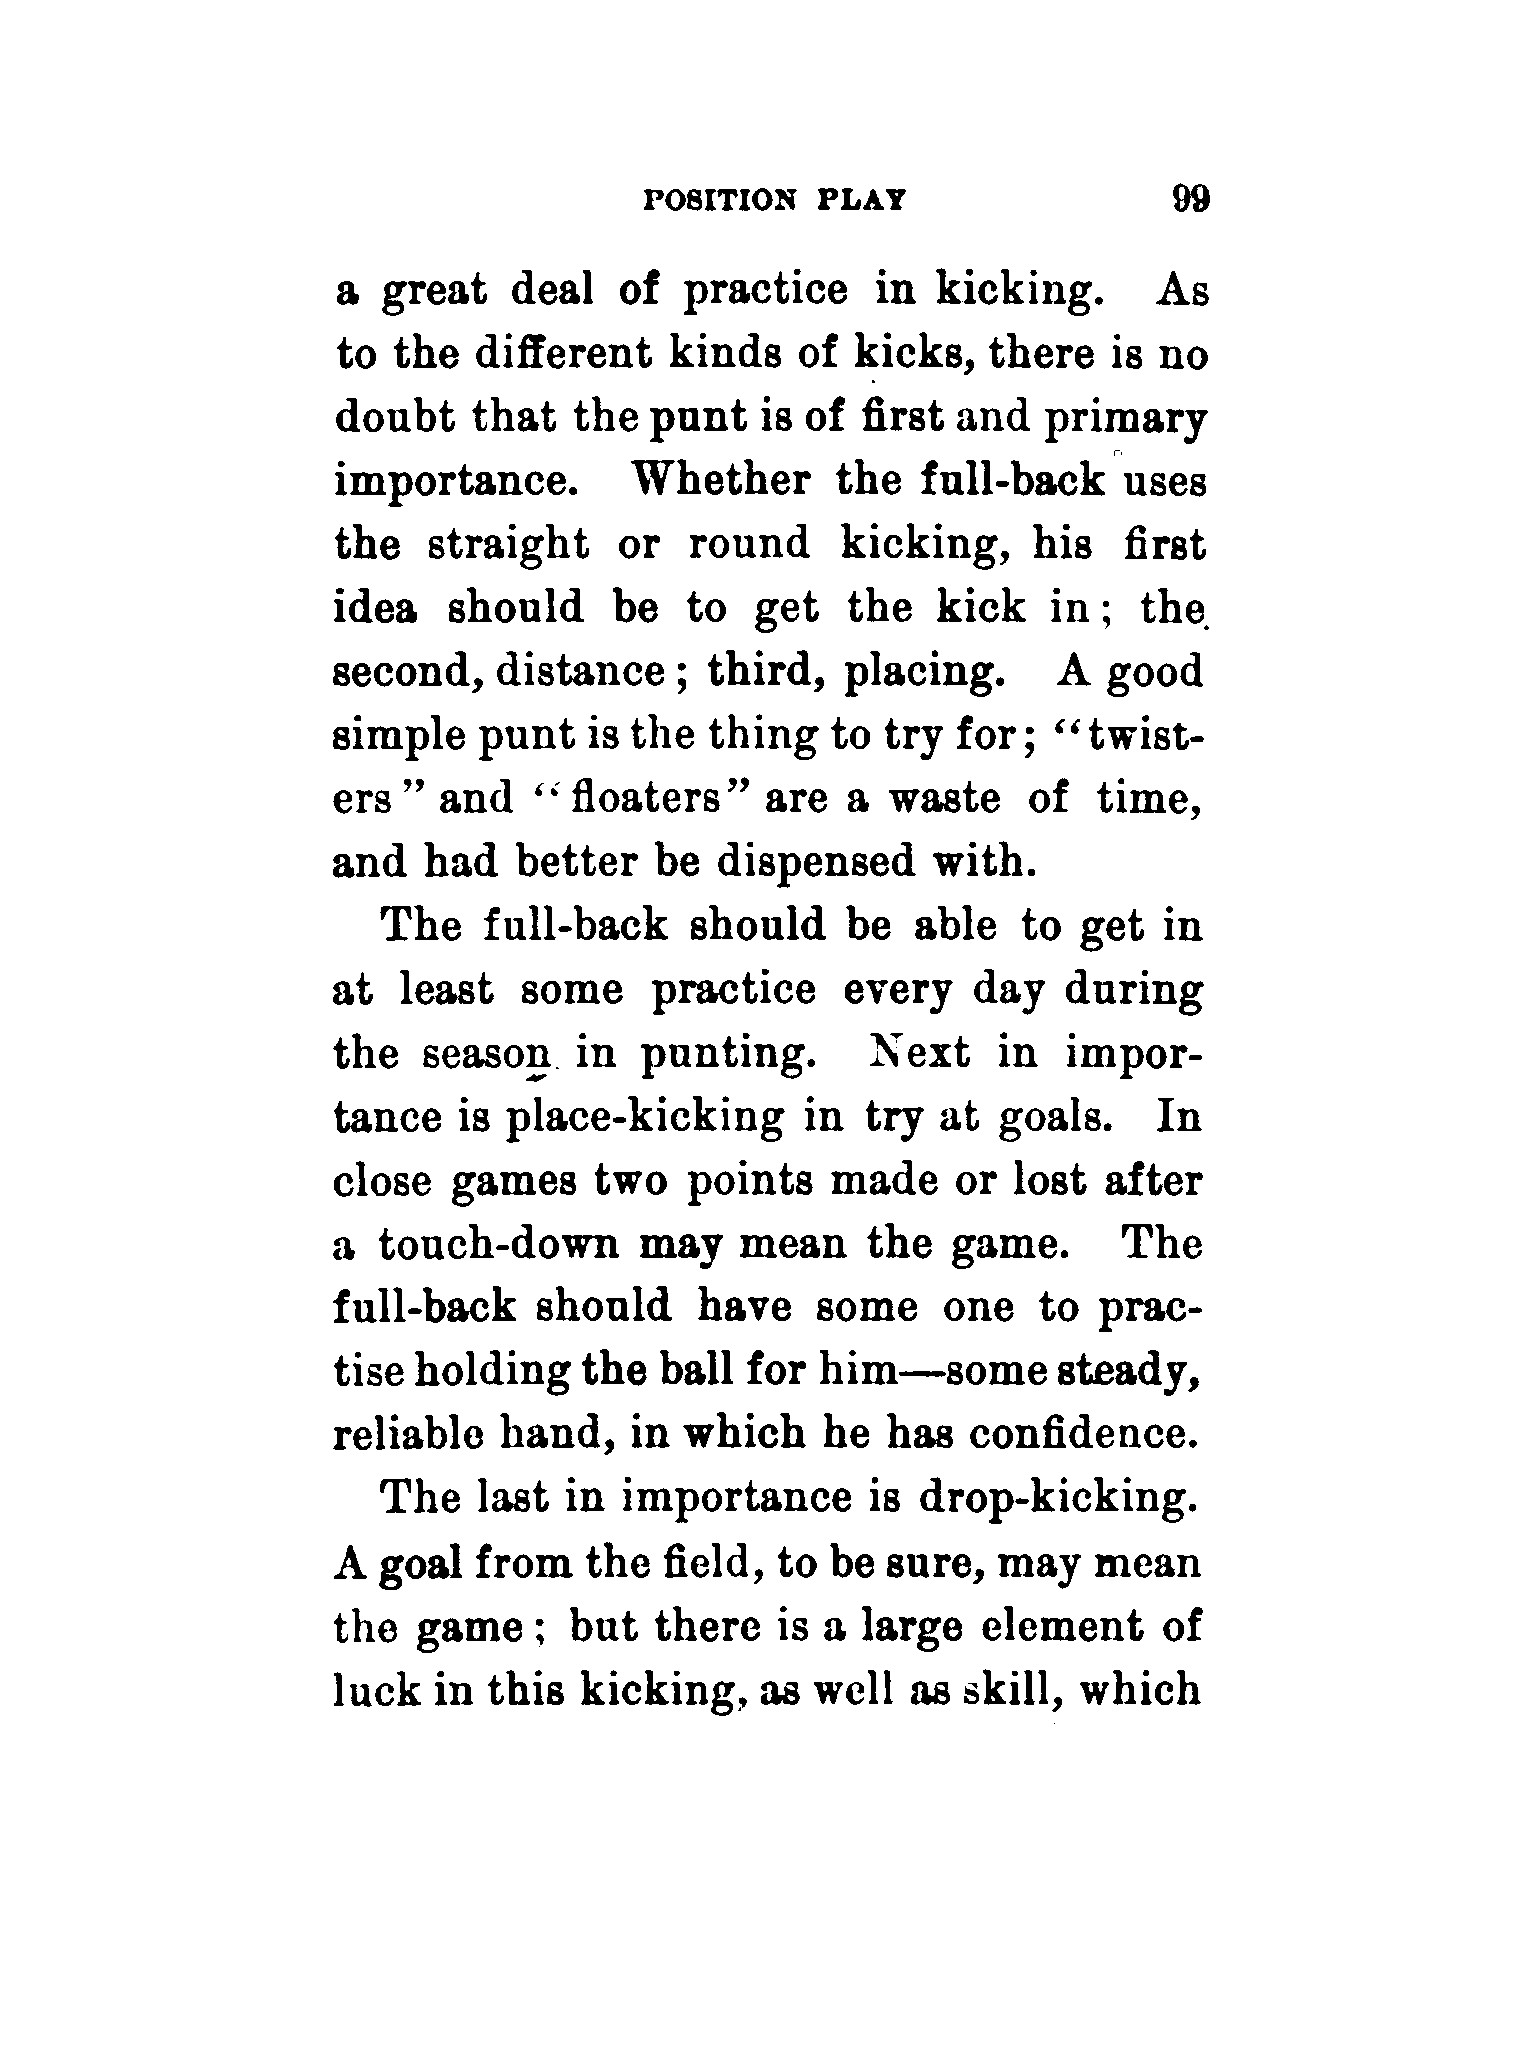 POSITION PLAY 99
a great deal of practice in kicking. As
to the different kinds of kicks, there is no
doubt that the punt is of first and primary
importance. Whether the full-back uses
the straight or round kicking, his first
idea should be to get the kick in; the
second, distance; third, placing. A good
simple punt is the thing to try for; "twist-
ers" and "floaters" are a waste of time,
and had better be dispensed with.
The full-back should be able to get in
at least some practice every day during
the season in punting. Next in impor-
tance is place-kicking in try at goals. In
close games two points made or lost after
a touch-down may mean the game. The
full-back should have some one to prac-
tise holding the ball for him—some steady,
reliable hand, in which he has confidence.
The last in importance is drop-kicking.
A goal from the field, to be sure, may mean
the game; but there is a large element of
luck in this kicking, as well as skill, which